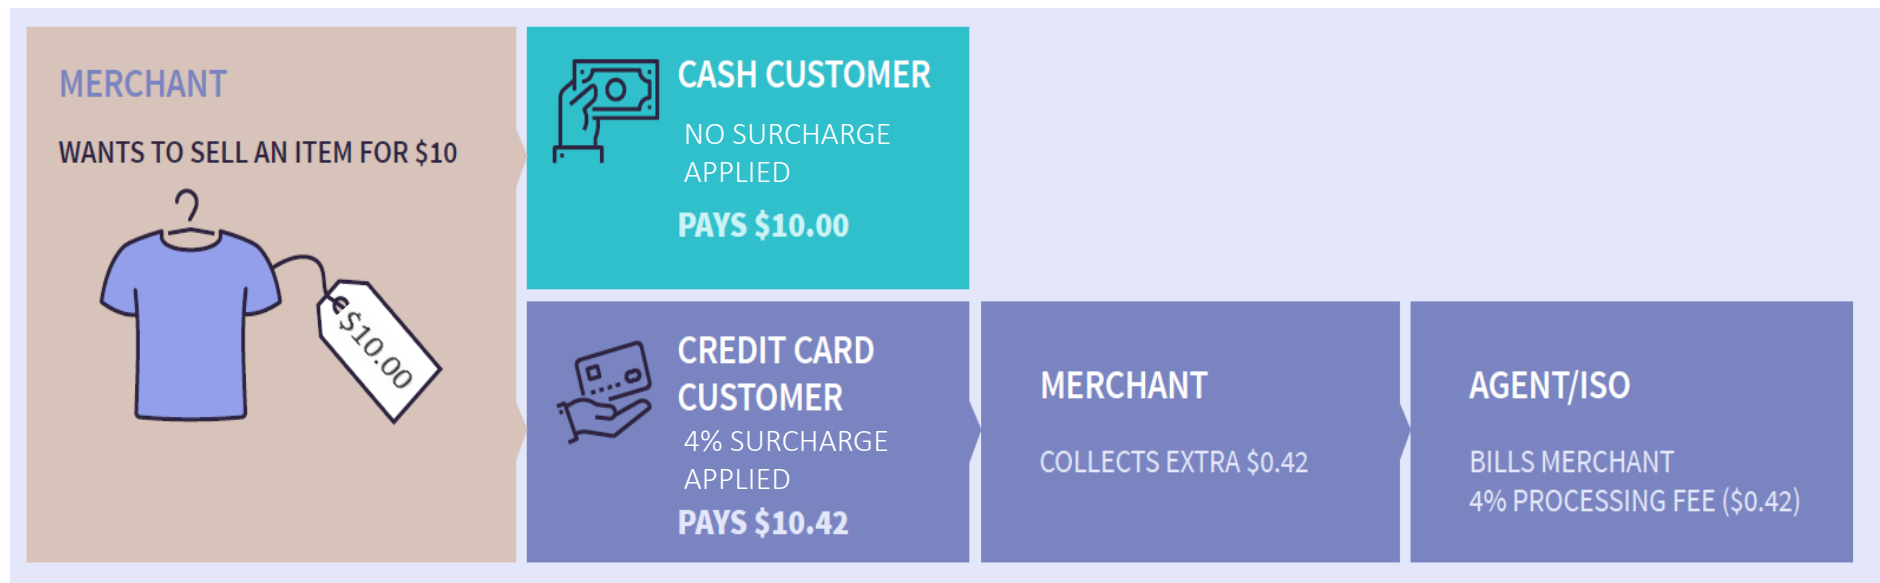 MERCHANT
WANTS TO SELL AN ITEM FOR $10
$10.00
CASH CUSTOMER
NO SURCHARGE
APPLIED
PAYS $10.00
CREDIT CARD
CUSTOMER
4% SURCHARGE
APPLIED
PAYS $10.42
MERCHANT
COLLECTS EXTRA $0.42
AGENT/ISO
BILLS MERCHANT
4% PROCESSING FEE ($0.42)